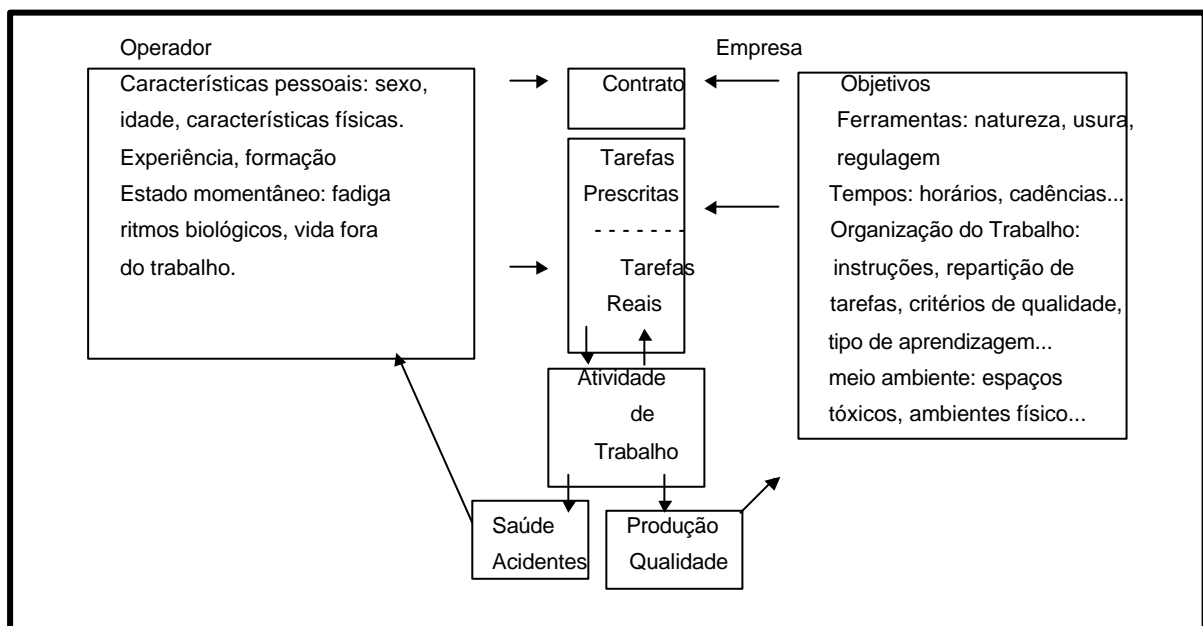 Operador
Empresa
Características pessoais: sexo,
idade, características físicas.
Experiência, formação
Estado momentâneo: fadiga
ritmos biológicos, vida fora
do trabalho.
Contrato
Tarefas
Prescritas
- - - - - - -
Tarefas
Reais
Atividade
de
Trabalho
Saúde
Acidentes
Produção
Qualidade
Objetivos
Ferramentas: natureza, usura,
regulagem
Tempos: horários, cadências...
Organização do Trabalho:
instruções, repartição de
tarefas, critérios de qualidade,
tipo de aprendizagem...
meio ambiente: espaços
tóxicos, ambientes físico...